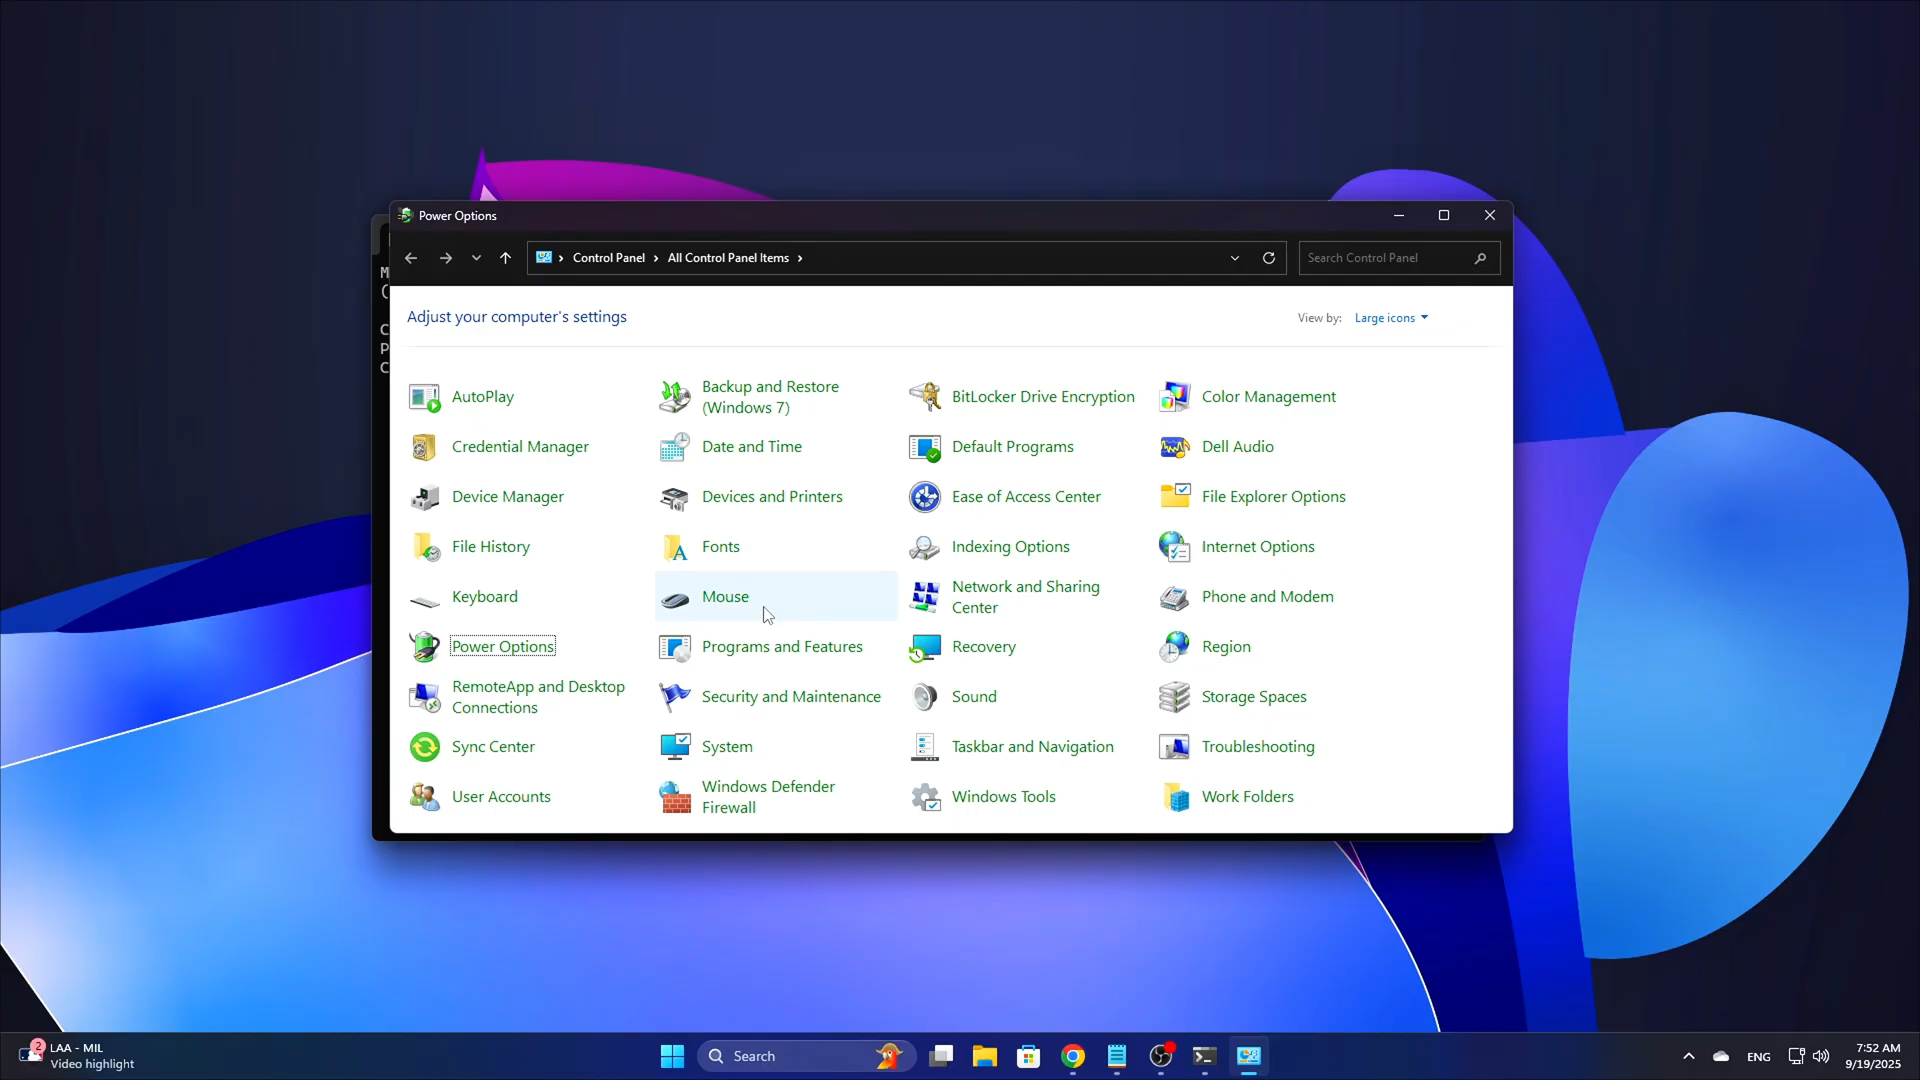 Power Options
Control Panel
All Control Panel Items
Search Control Panel
Adjust your computer's settings
View by:
Large icons
AutoPlay
Backup and Restore
(Windows 7)
BitLocker Drive Encryption
Color Management
Credential Manager
Date and Time
Default Programs
Dell Audio
Device Manager
Devices and Printers
Ease of Access Center
File Explorer Options
File History
Fonts
Indexing Options
Internet Options
Keyboard
Mouse
Network and Sharing
Center
Phone and Modem
Power Options
Programs and Features
Recovery
Region
RemoteApp and Desktop
Connections
Security and Maintenance
Sound
Storage Spaces
Sync Center
System
Taskbar and Navigation
Troubleshooting
User Accounts
Windows Defender
Firewall
Windows Tools
Work Folders
2
LAA - MIL
Video highlight
Search
ENG
7:52 AM
9/19/2025